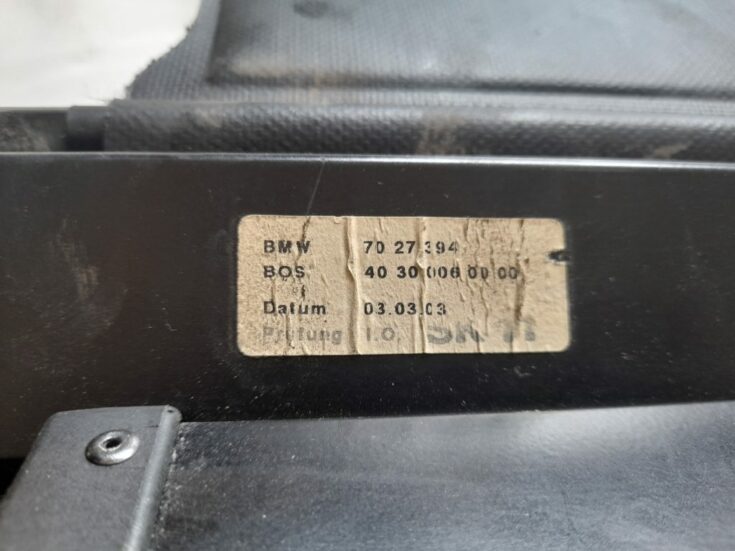 BMW 70 27 394
BOS 40 30 006 00 00
Datum 03.03.03
Prüfung I.O.